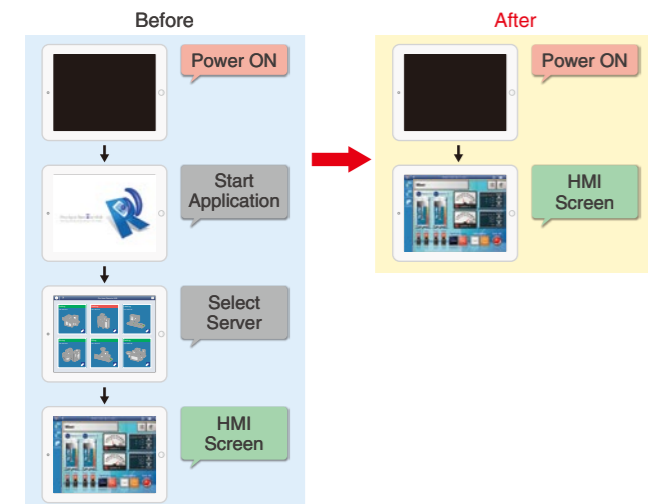 Before
After
Power ON
Power ON
Start
Application
HMI
Screen
Select
Server
HMI
Screen